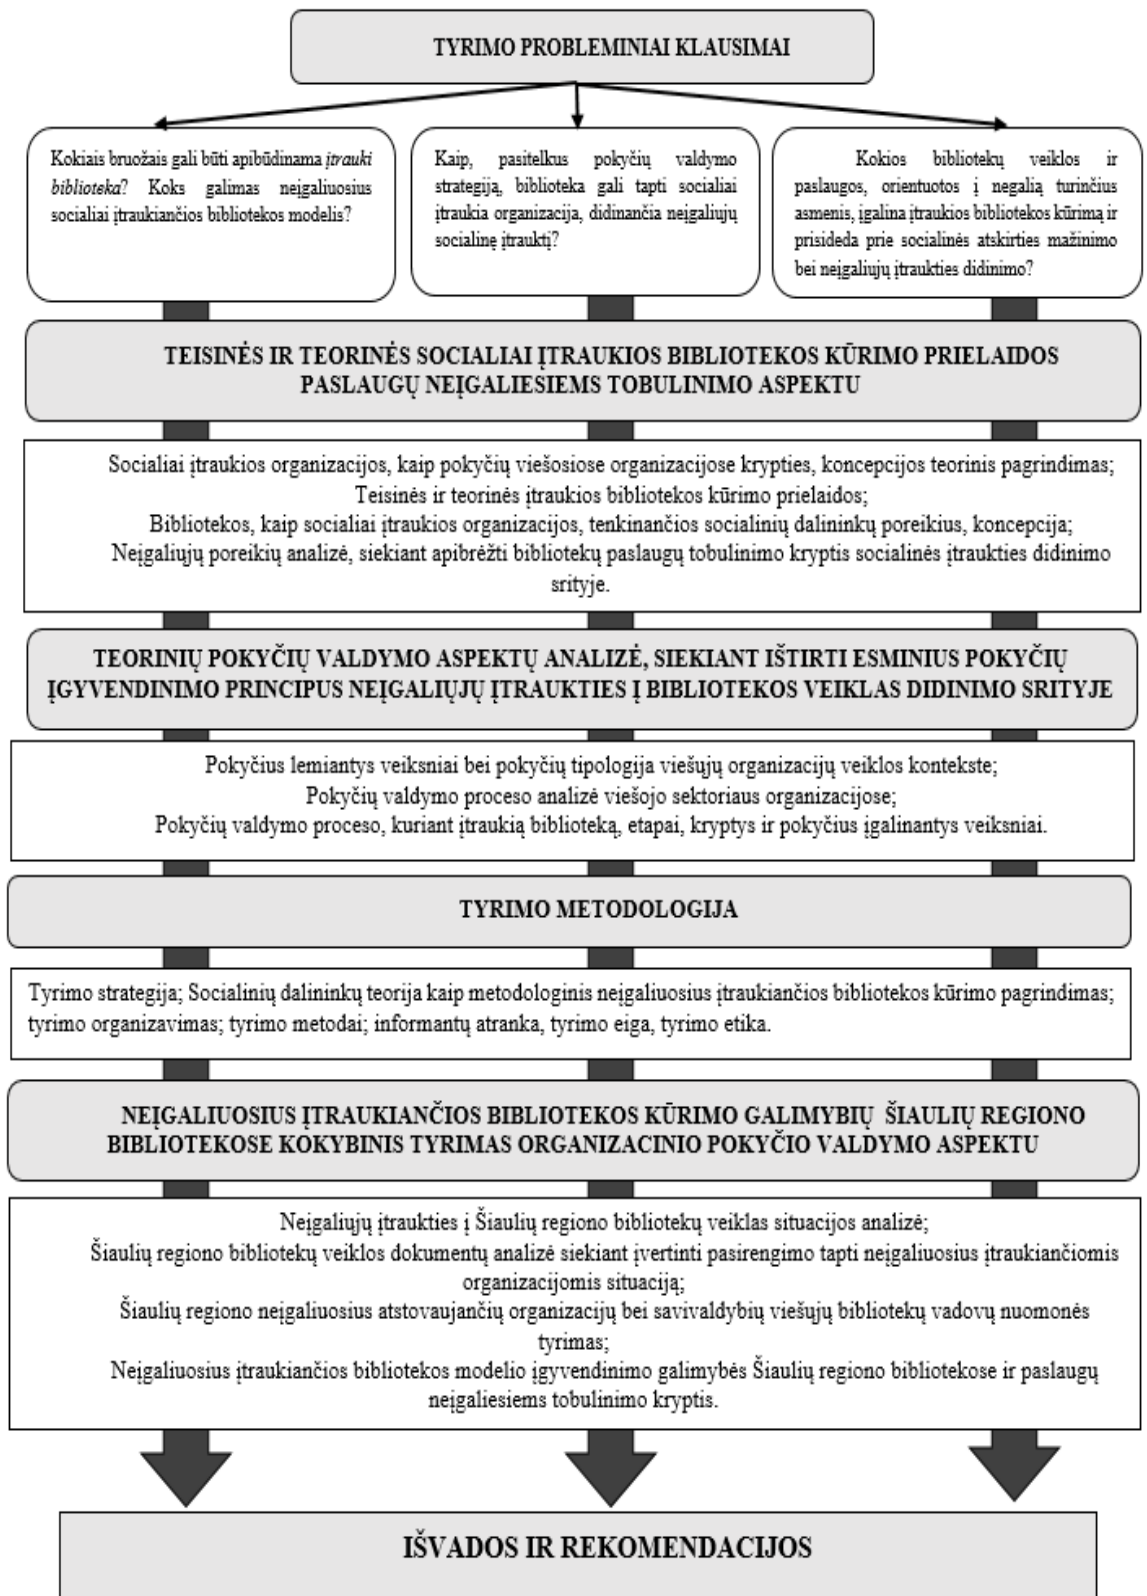 TYRIMO PROBLEMINIAI KLAUSIMAI
Kokiais bruožais gali būti apibūdinama įtrauki
biblioteka? Koks galimas neįgaliuosius
socialiai įtraukiančios bibliotekos modelis?
Kaip, pasitelkus pokyčių valdymo
strategiją, biblioteka gali tapti socialiai
įtraukia organizacija, didinančia neįgaliujų
socialinę įtrauktį?
Kokios bibliotekų veiklos ir
paslaugos, orientuotos į negalią turinčius
asmenis, įgalina įtraukios bibliotekos kūrimą ir
prisideda prie socialinės atskirties mažinimo
bei neįgaliujų įtraukties didinimo?
TEISINĖS IR TEORINĖS SOCIALIAI ĮTRAUKIOS BIBLIOTEKOS KŪRIMO PRIELAIDOS
PASLAUGŲ NEĮGALIESIEMS TOBULINIMO ASPEKTU
Socialiai įtraukios organizacijos, kaip pokyčių viešosiose organizacijose krypties, koncepcijos teorinis pagrindimas;
Teisinės ir teorinės įtraukios bibliotekos kūrimo prielaidos;
Bibliotekos, kaip socialiai įtraukios organizacijos, tenkinančios socialinių dalininkų poreikius, koncepcija;
Neįgaliųjų poreikių analizė, siekiant apibrėžti bibliotekų paslaugų tobulinimo kryptis socialinės įtraukties didinimo
srityje.
TEORINIŲ POKYČIŲ VALDYMO ASPEKTŲ ANALIZĖ, SIEKIANT IŠTIRTI ESMINIUS POKYČIŲ
ĮGYVENDINIMO PRINCIPUS NEĮGALIŲJŲ ĮTRAUKTIES Į BIBLIOTEKOS VEIKLAS DIDINIMO SRITYJE
Pokyčius lemiantys veiksniai bei pokyčių tipologija viešųjų organizacijų veiklos kontekste;
Pokyčių valdymo proceso analizė viešojo sektoriaus organizacijose;
Pokyčių valdymo proceso, kuriant įtraukią biblioteką, etapai, kryptys ir pokyčius įgalinantys veiksniai.
TYRIMO METODOLOGIJA
Tyrimo strategija; Socialinių dalininkų teorija kaip metodologinis neįgaliuosius įtraukiančios bibliotekos kūrimo pagrindimas;
tyrimo organizavimas; tyrimo metodai; informantų atranka, tyrimo eiga, tyrimo etika.
NEĮGALIUOSIUS ĮTRAUKIANČIOS BIBLIOTEKOS KŪRIMO GALIMYBIŲ ŠIAULIŲ REGIONO
BIBLIOTEKOSE KOKYBINIS TYRIMAS ORGANIZACINIO POKYČIO VALDYMO ASPEKTU
Neįgaliųjų įtraukties į Šiaulių regiono bibliotekų veiklas situacijos analizė;
Šiaulių regiono bibliotekų veiklos dokumentų analizė siekiant įvertinti pasirengimo tapti neįgaliuosius įtraukiančiomis
organizacijomis situaciją;
Šiaulių regiono neįgaliuosius atstovaujančių organizacijų bei savivaldybių viešųjų bibliotekų vadovų nuomonės
tyrimas;
Neįgaliuosius įtraukiančios bibliotekos modelio įgyvendinimo galimybės Šiaulių regiono bibliotekose ir paslaugų
neįgaliesiems tobulinimo kryptis.
IŠVADOS IR REKOMENDACIJOS